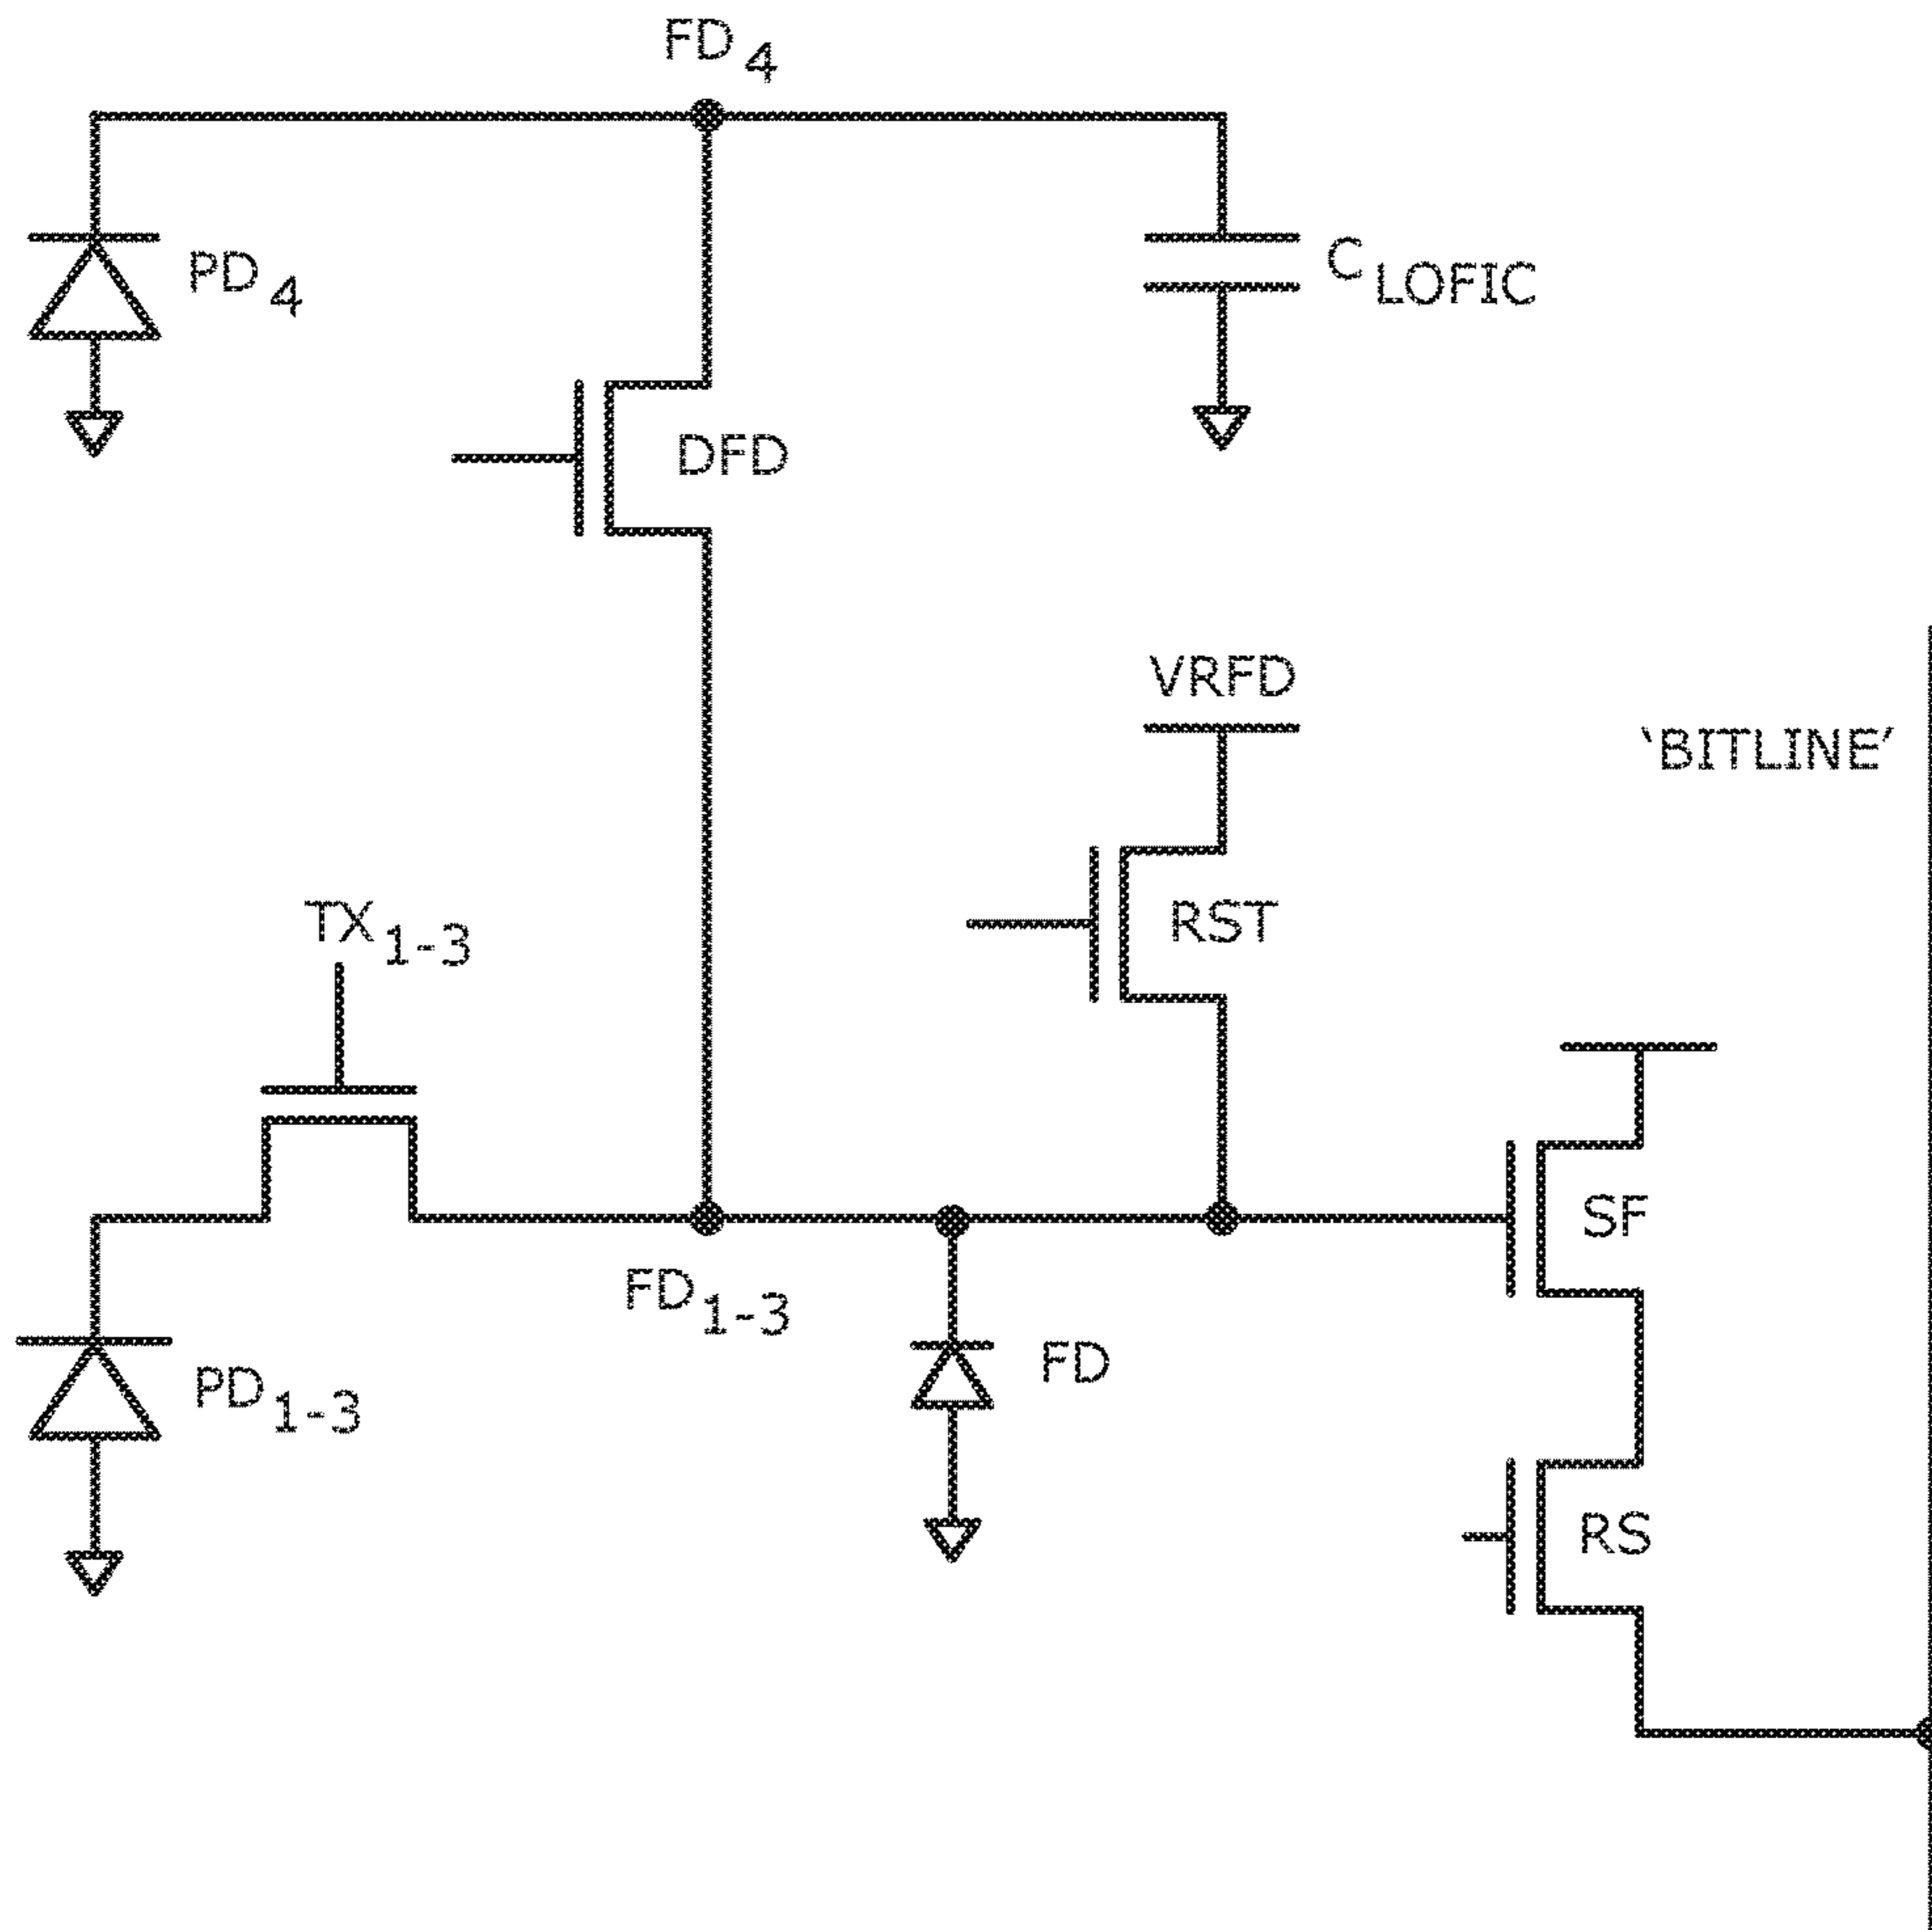 FD4
PD4
CLOFIC
DFD
VRFD
'BITLINE'
TX1-3
RST
SF
FD1-3
FD
PD1-3
RS